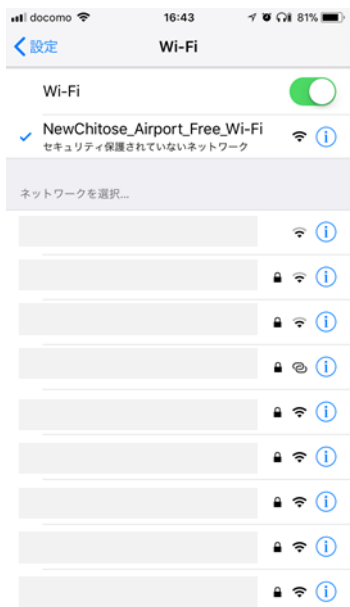 docomo 16:43 81%
設定 Wi-Fi
Wi-Fi
NewChitose_Airport_Free_Wi-Fi
セキュリティ保護されていないネットワーク
ネットワークを選択...